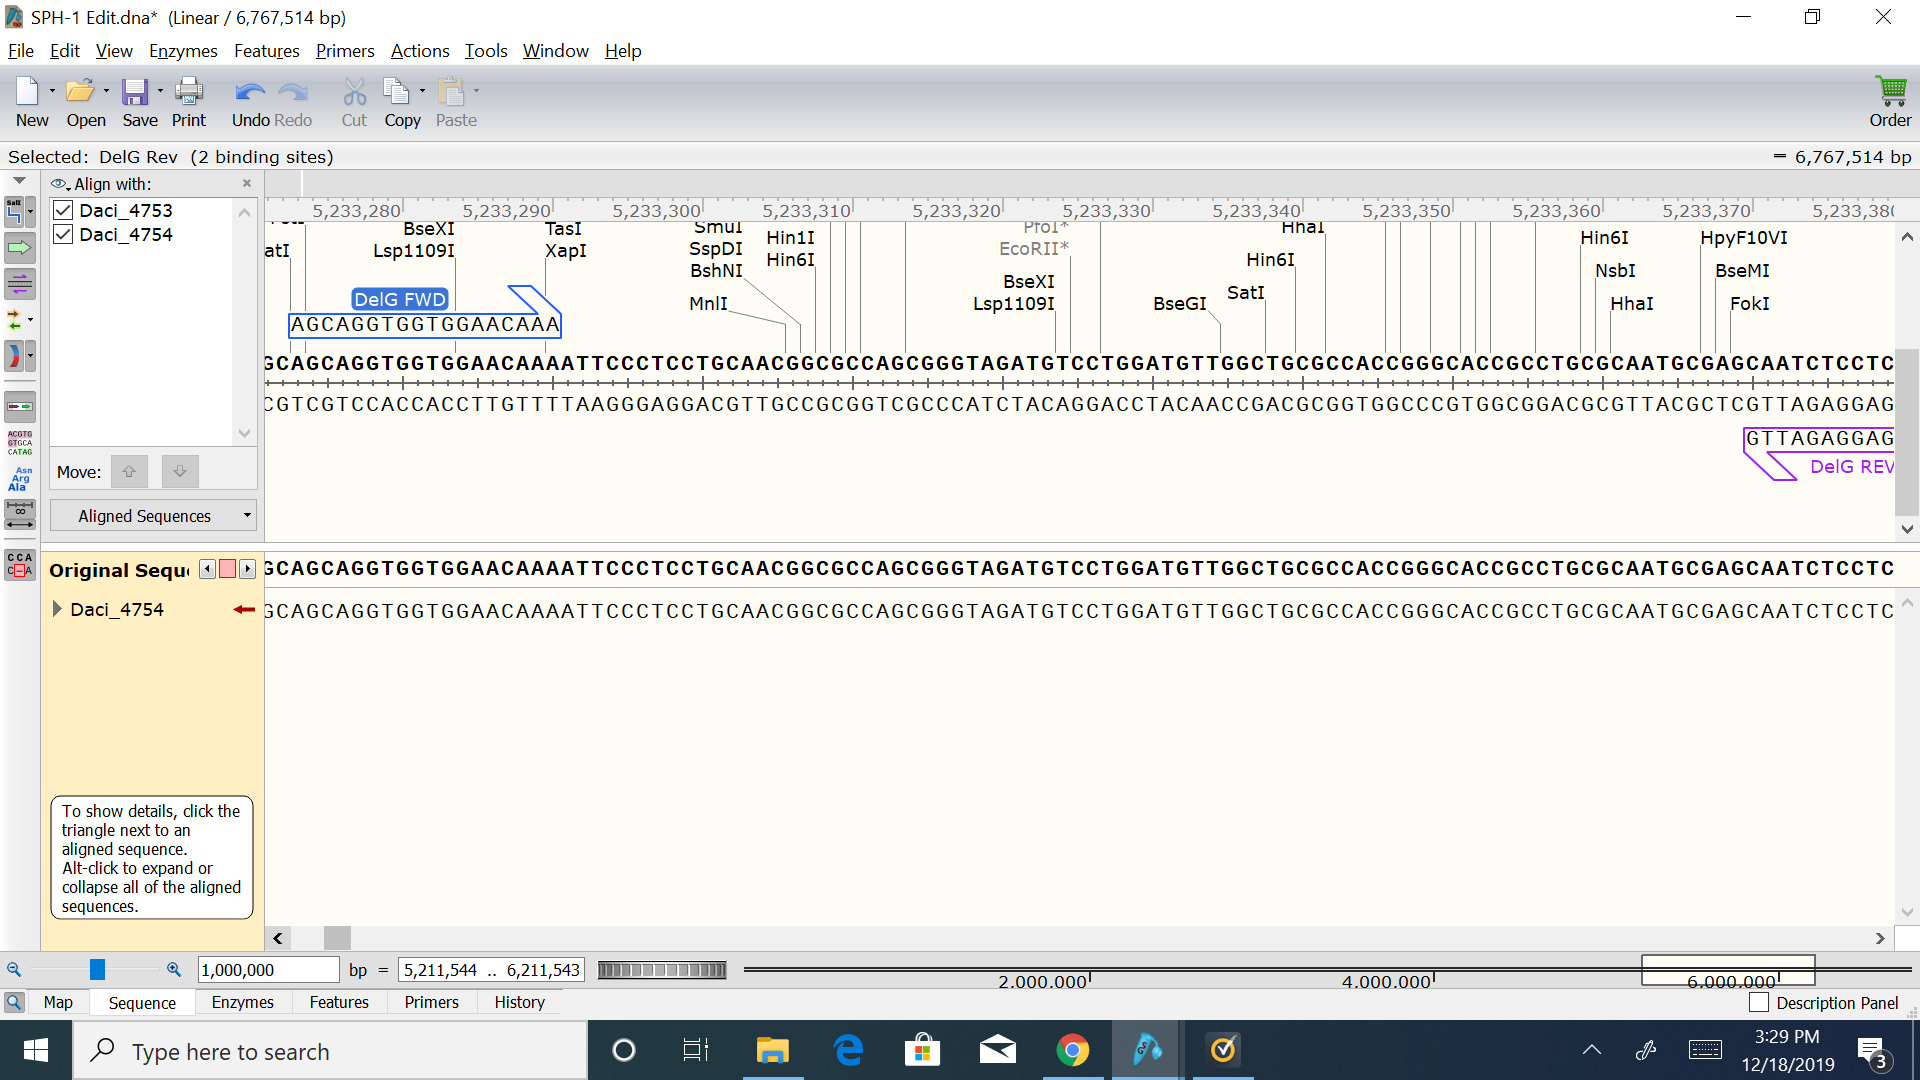 SPH-1 Edit.dna*  (Linear / 6,767,514 bp)
File Edit View Enzymes Features Primers Actions Tools Window Help
New Open Save Print Undo Redo Cut Copy Paste Order
Selected:  DelG Rev  (2 binding sites)
= 6,767,514 bp
Align with:
Daci_4753
Daci_4754
Move:
Aligned Sequences
5,233,280 5,233,290 5,233,300 5,233,310 5,233,320 5,233,330 5,233,340 5,233,350 5,233,360 5,233,370 5,233,380
BseXI TasI SmuI Hin1I PfoI* HhaI Hin6I HpyF10VI
atI Lsp1109I XapI SspDI Hin6I EcoRII* Hin6I NsbI BseMI
BshNI BseXI SatI
MnlI Lsp1109I BseGI HhaI FokI
DelG FWD
AGCAGGTGGTGGAACAAA
GCAGCAGGTGGTGGAACAAAATTCCCTCCTGCAACGGCGCCAGCGGGTAGATGTCCTGGATGTTGGCTGCGCCACCGGGCACCGCCTGCGCAATGCGAGCAATCTCCTC
CGTCGTCCACCACCTTGTTTTAAGGGAGGACGTTGCCGCGGTCGCCCATCTACAGGACCTACAACCGACGCGGTGGCCCGTGGCGGACGCGTTACGCTCGTTAGAGGAG
GTTAGAGGAG
DelG REV
Original Sequ
GCAGCAGGTGGTGGAACAAAATTCCCTCCTGCAACGGCGCCAGCGGGTAGATGTCCTGGATGTTGGCTGCGCCACCGGGCACCGCCTGCGCAATGCGAGCAATCTCCTC
Daci_4754
GCAGCAGGTGGTGGAACAAAATTCCCTCCTGCAACGGCGCCAGCGGGTAGATGTCCTGGATGTTGGCTGCGCCACCGGGCACCGCCTGCGCAATGCGAGCAATCTCCTC
To show details, click the
triangle next to an
aligned sequence.
Alt-click to expand or
collapse all of the aligned
sequences.
1,000,000 bp = 5,211,544 .. 6,211,543
2,000,000 4,000,000 6,000,000
Map Sequence Enzymes Features Primers History
Description Panel
Type here to search
3:29 PM
12/18/2019
3